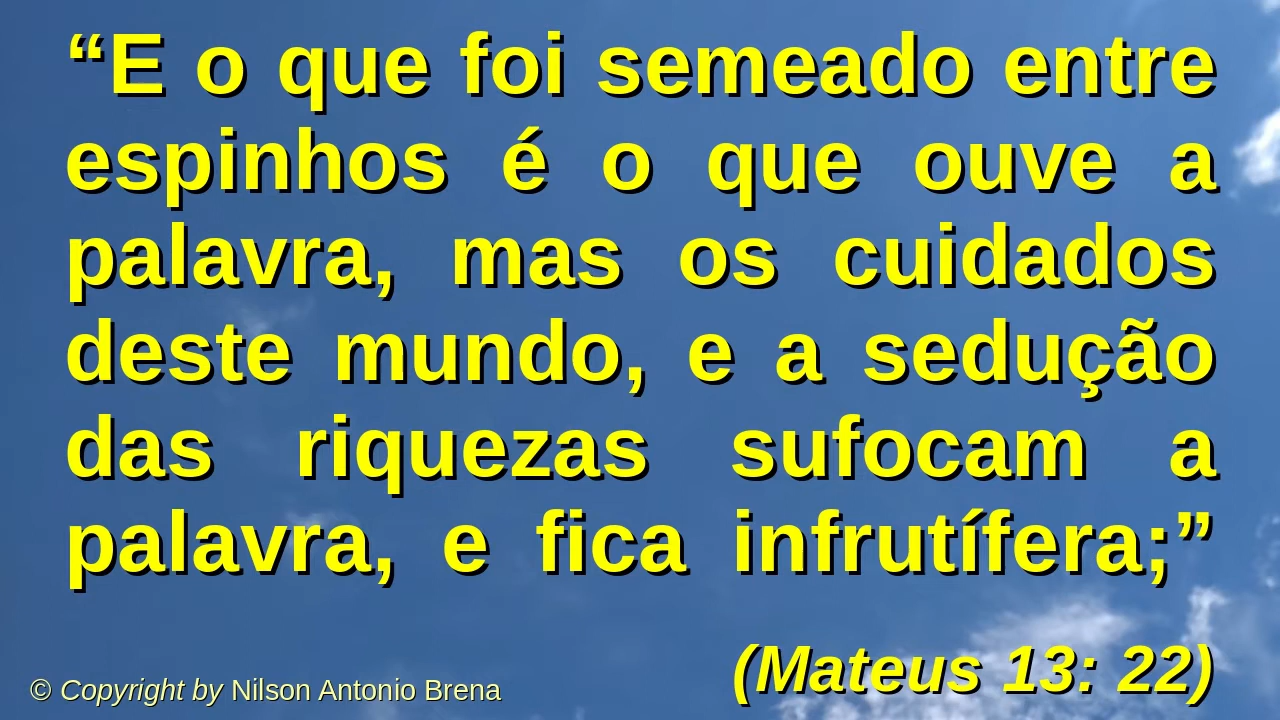 “E o que foi semeado entre
espinhos é o que ouve a
palavra, mas os cuidados
deste mundo, e a sedução
das riquezas sufocam a
palavra, e fica infrutífera;”
(Mateus 13: 22)
© Copyright by Nilson Antonio Brena